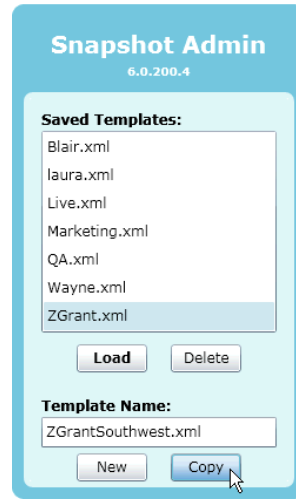 Snapshot Admin
6.0.200.4
Saved Templates:
Blair.xml
laura.xml
Live.xml
Marketing.xml
QA.xml
Wayne.xml
ZGrant.xml
Load Delete
Template Name:
ZGrantSouthwest.xml
New Copy